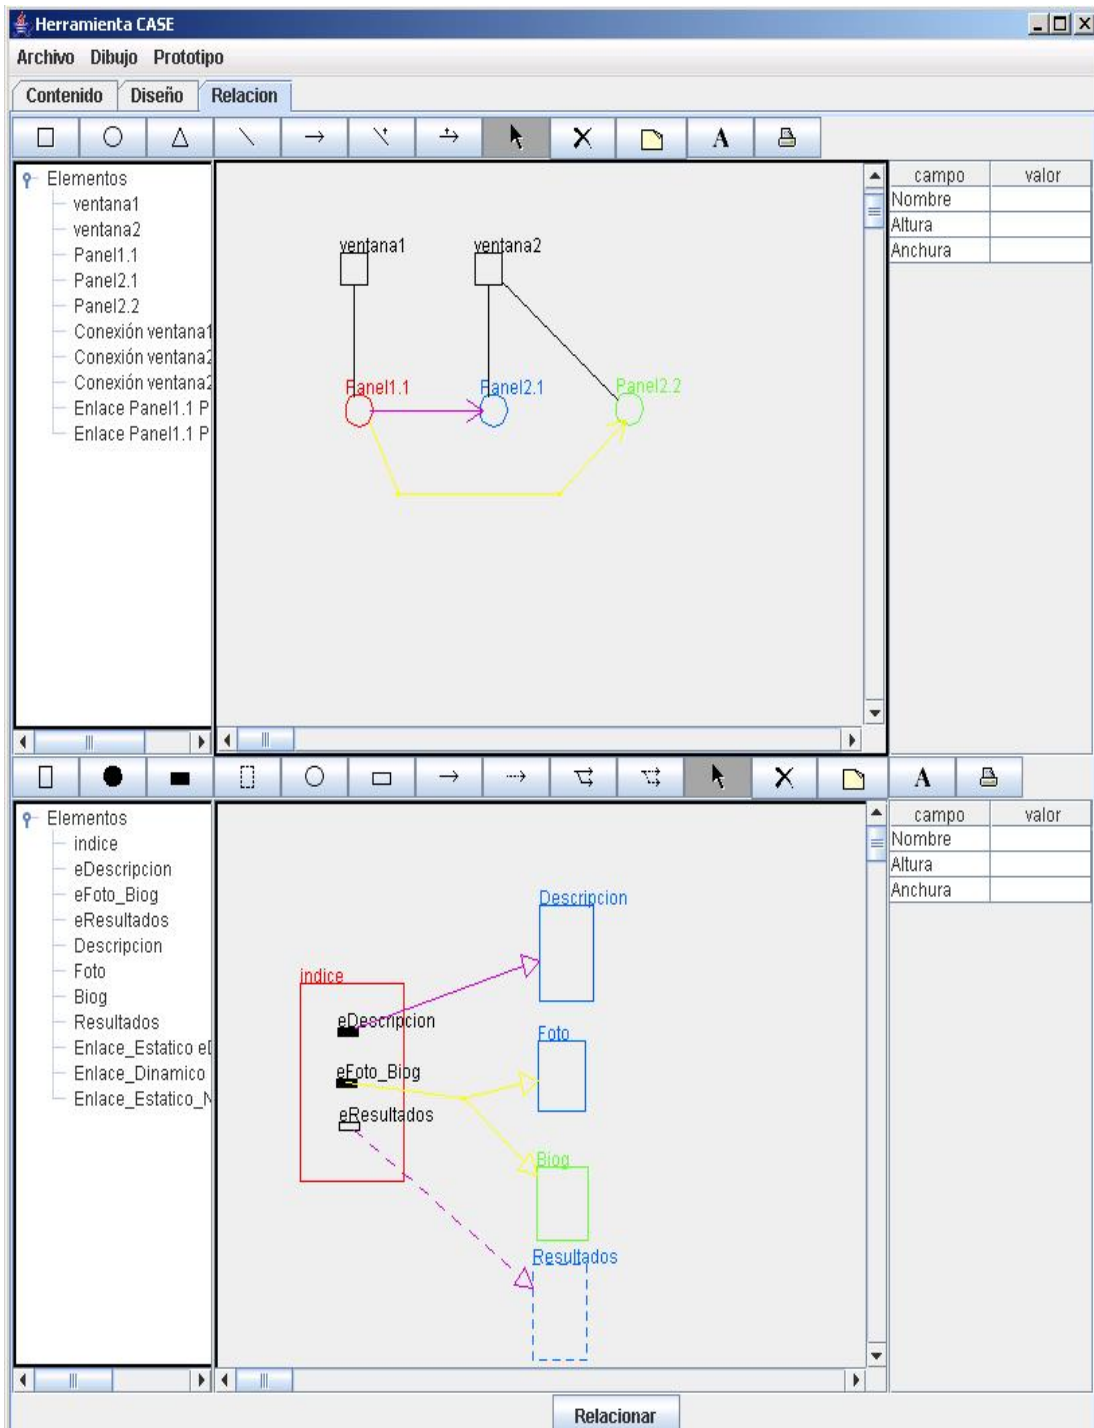 Herramienta CASE
Archivo Dibujo Prototipo
Contenido Diseño Relacion
A
Elementos
ventana1
ventana2
Panel1.1
Panel2.1
Panel2.2
Conexión ventana1
Conexión ventana2
Conexión ventana2
Enlace Panel1.1 P
Enlace Panel1.1 P
ventana1 ventana2
Panel1.1 Panel2.1 Panel2.2
campo valor
Nombre
Altura
Anchura
A
Elementos
indice
eDescripcion
eFoto_Biog
eResultados
Descripcion
Foto
Biog
Resultados
Enlace_Estatico eD
Enlace_Dinamico
Enlace_Estatico_N
Descripcion
indice
eDescripcion
Foto
eFoto_Biog
eResultados
Biog
Resultados
campo valor
Nombre
Altura
Anchura
Relacionar